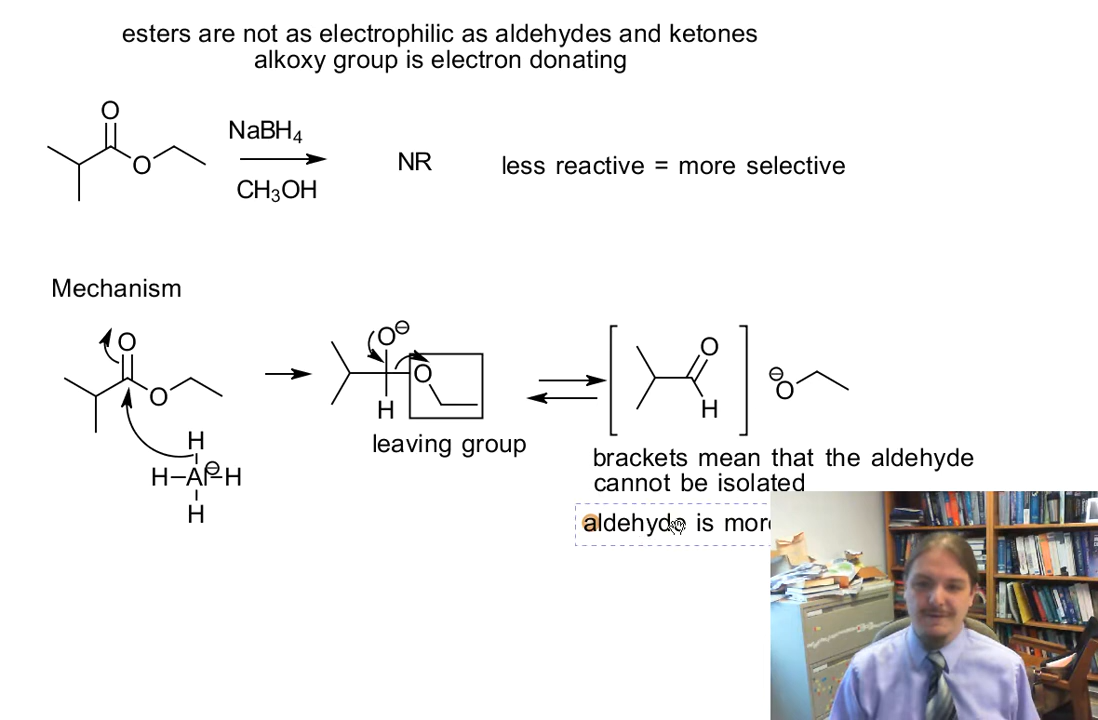 esters are not as electrophilic as aldehydes and ketones
alkoxy group is electron donating
O
O
NaBH4
CH3OH
NR
less reactive = more selective
Mechanism
O
O
H
H–Al⊖–H
H
O⊖
O
H
leaving group
O
H
⊖
O
brackets mean that the aldehyde
cannot be isolated
aldehyde is more